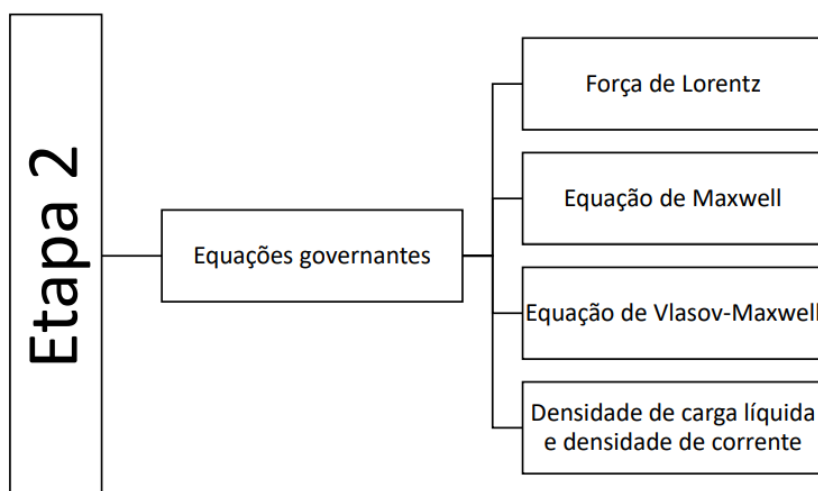 Etapa 2
Equações governantes
Força de Lorentz
Equação de Maxwell
Equação de Vlasov-Maxwell
Densidade de carga líquida
e densidade de corrente